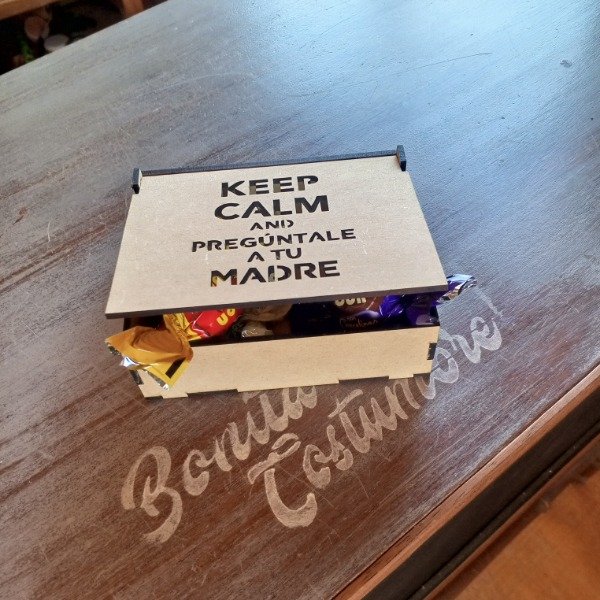 KEEP
CALM
AND
PREGÚNTALE
A TU
MADRE
Bonita
Costumbre!